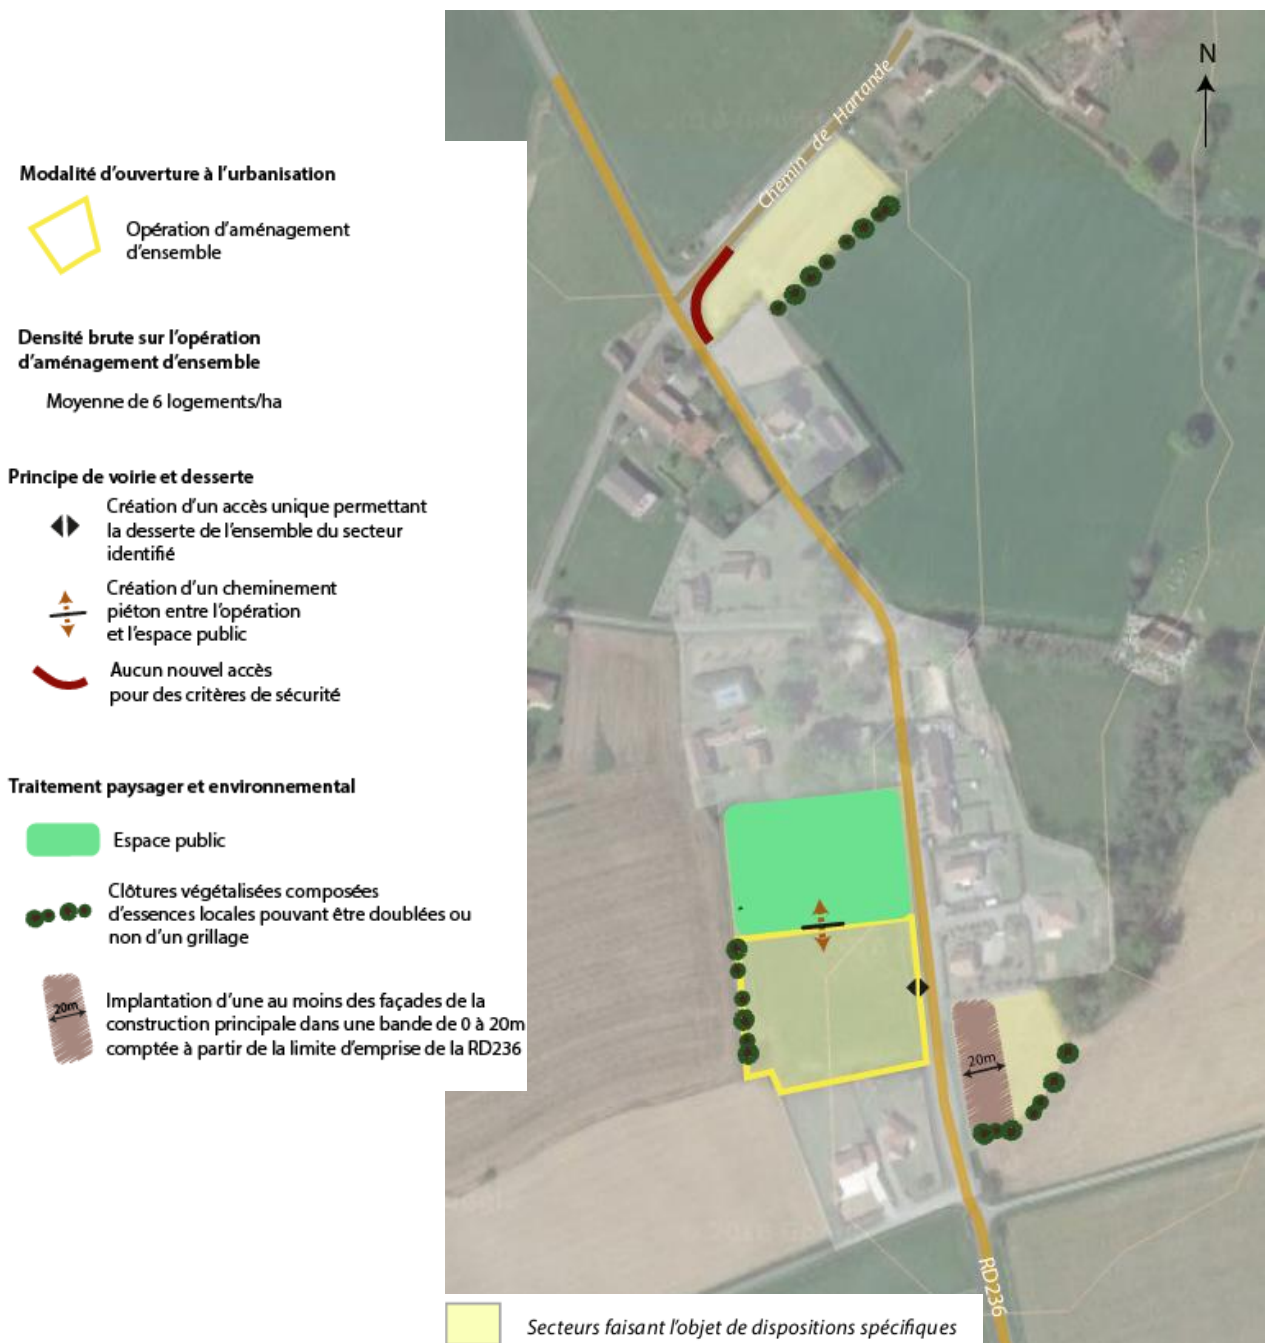 Modalité d'ouverture à l'urbanisation
Opération d'aménagement
d'ensemble
Densité brute sur l'opération
d'aménagement d'ensemble
Moyenne de 6 logements/ha
Principe de voirie et desserte
Création d'un accès unique permettant
la desserte de l'ensemble du secteur
identifié
Création d'un cheminement
piéton entre l'opération
et l'espace public
Aucun nouvel accès
pour des critères de sécurité
Traitement paysager et environnemental
Espace public
Clôtures végétalisées composées
d'essences locales pouvant être doublées ou
non d'un grillage
20m
Implantation d'une au moins des façades de la
construction principale dans une bande de 0 à 20m
comptée à partir de la limite d'emprise de la RD236
N
Chemin de Hartande
20m
RD236
Secteurs faisant l'objet de dispositions spécifiques